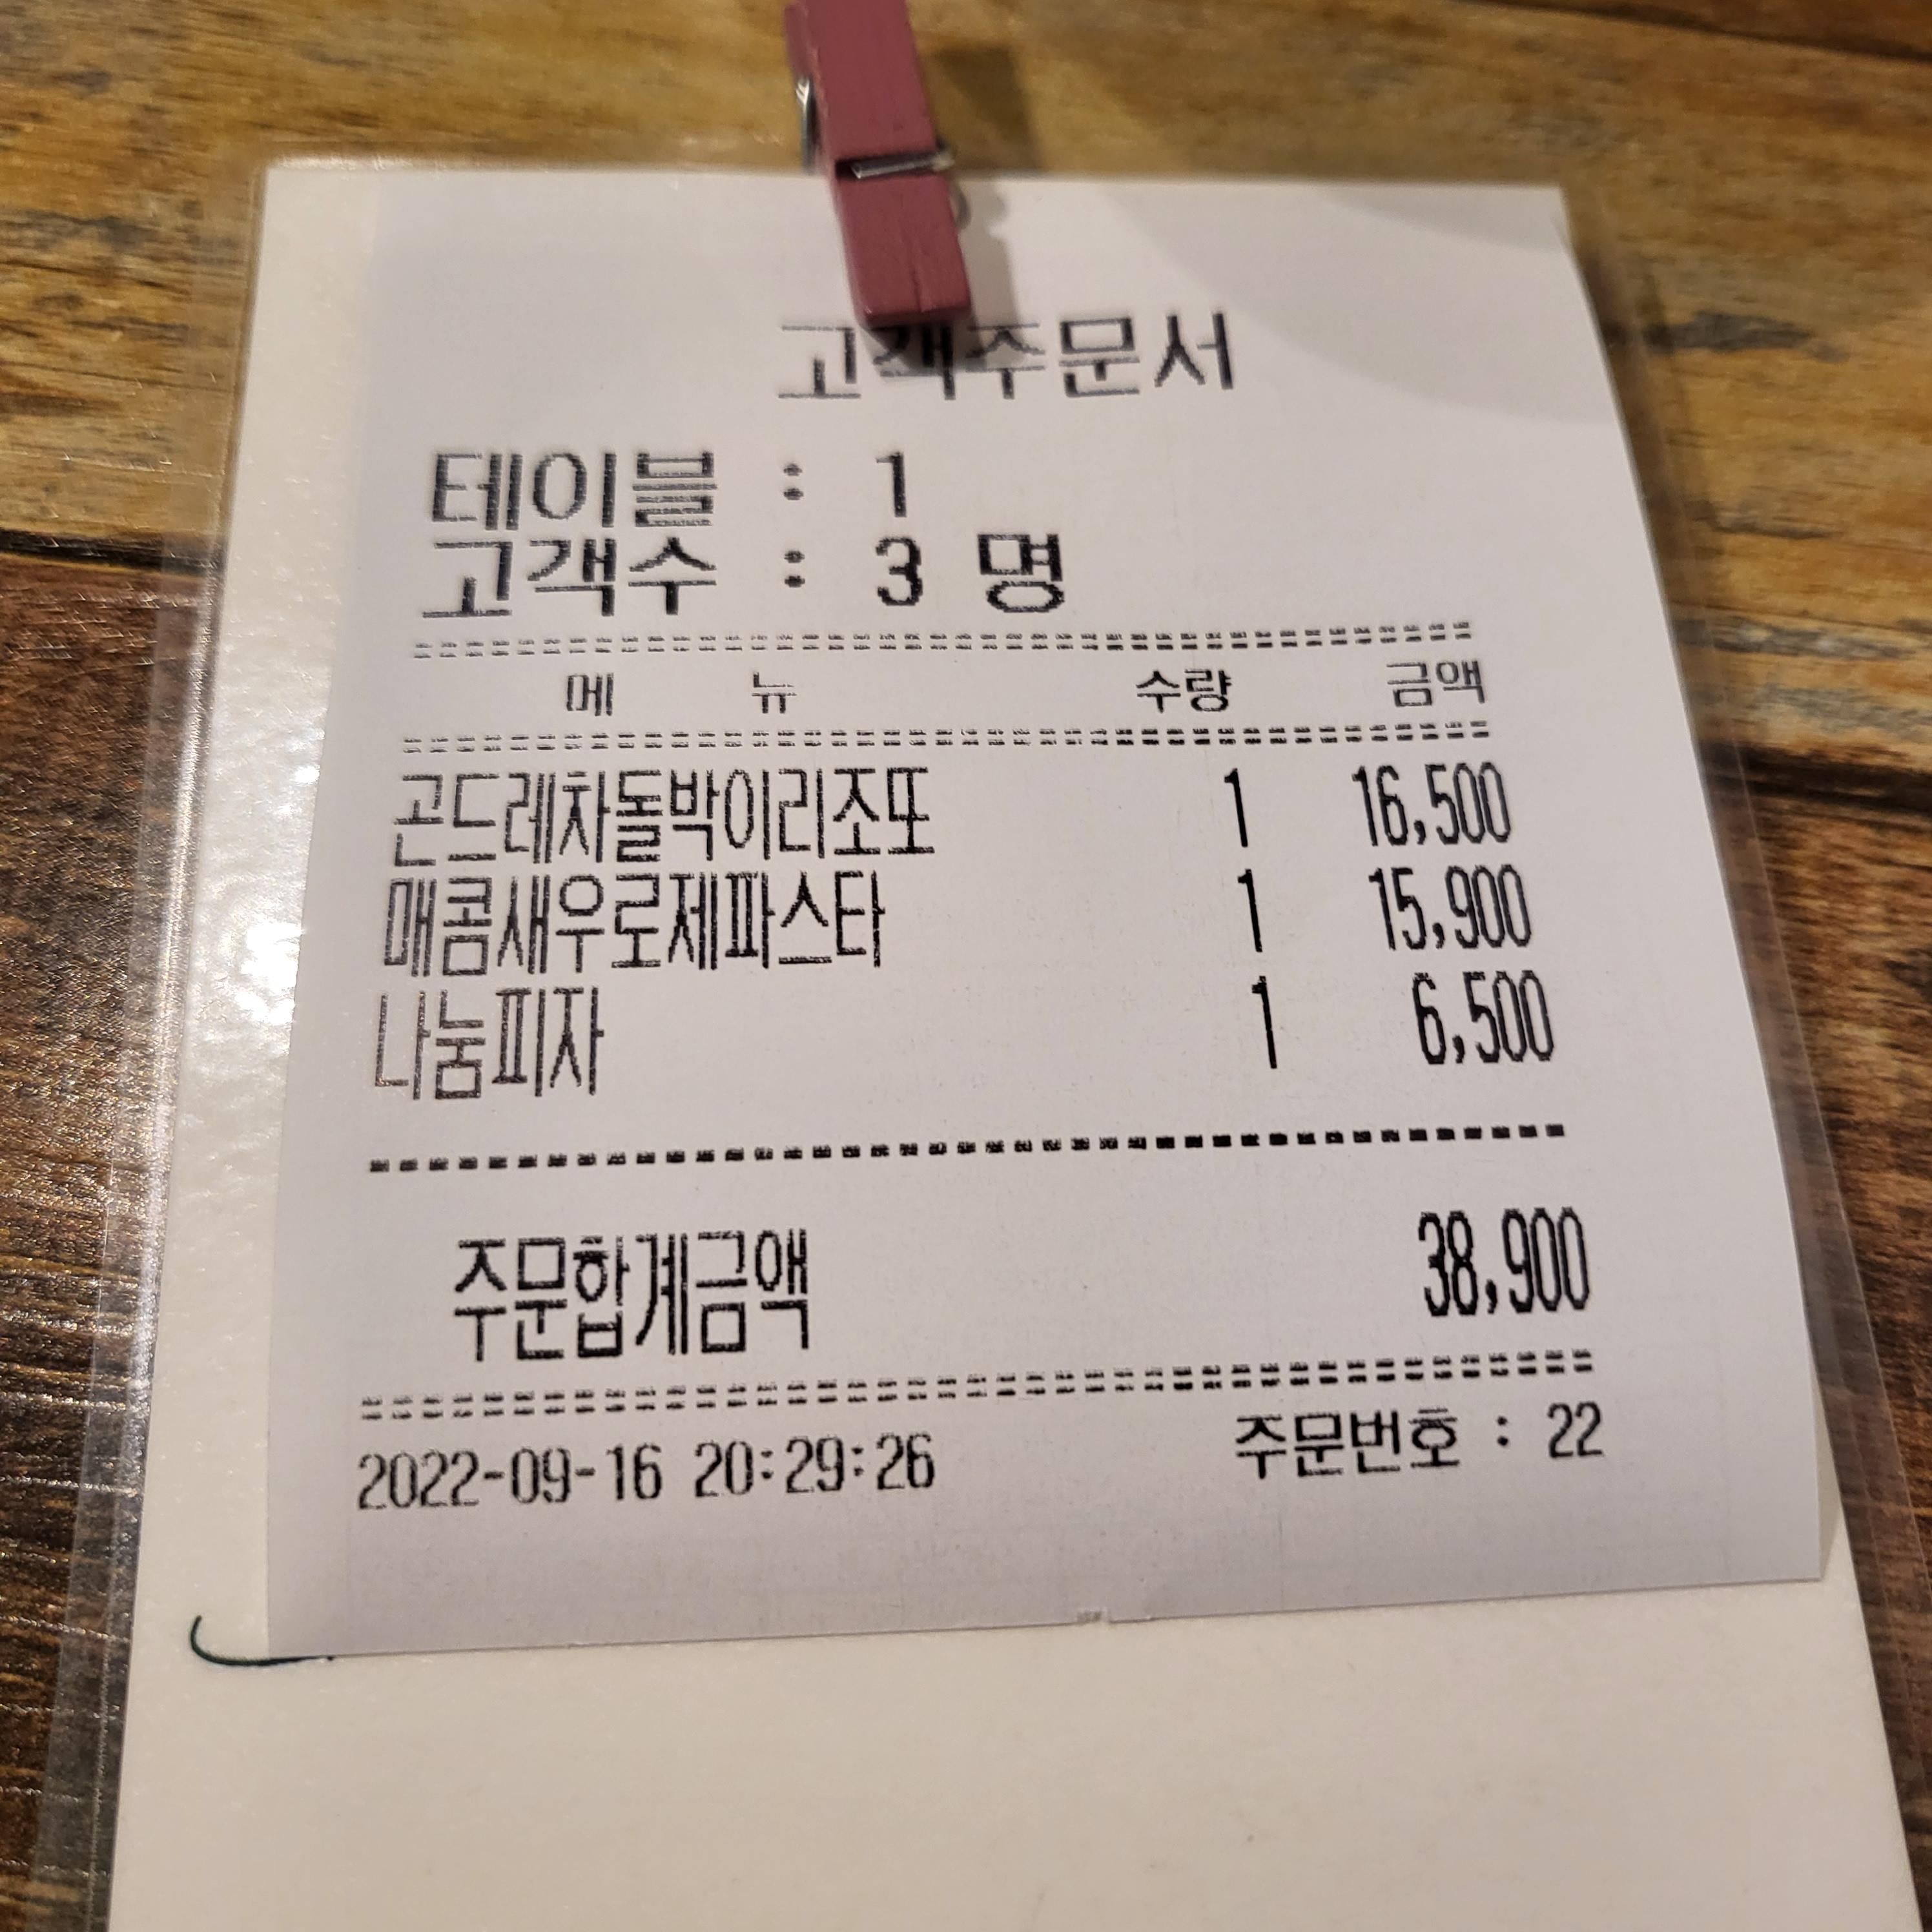 고객주문서
테이블 : 1
고객수 : 3 명
메 뉴 수량 금액
곤드레차돌박이리조또 1 16,500
매콤새우로제파스타 1 15,900
나눔피자 1 6,500
주문합계금액 38,900
2022-09-16 20:29:26 주문번호 : 22